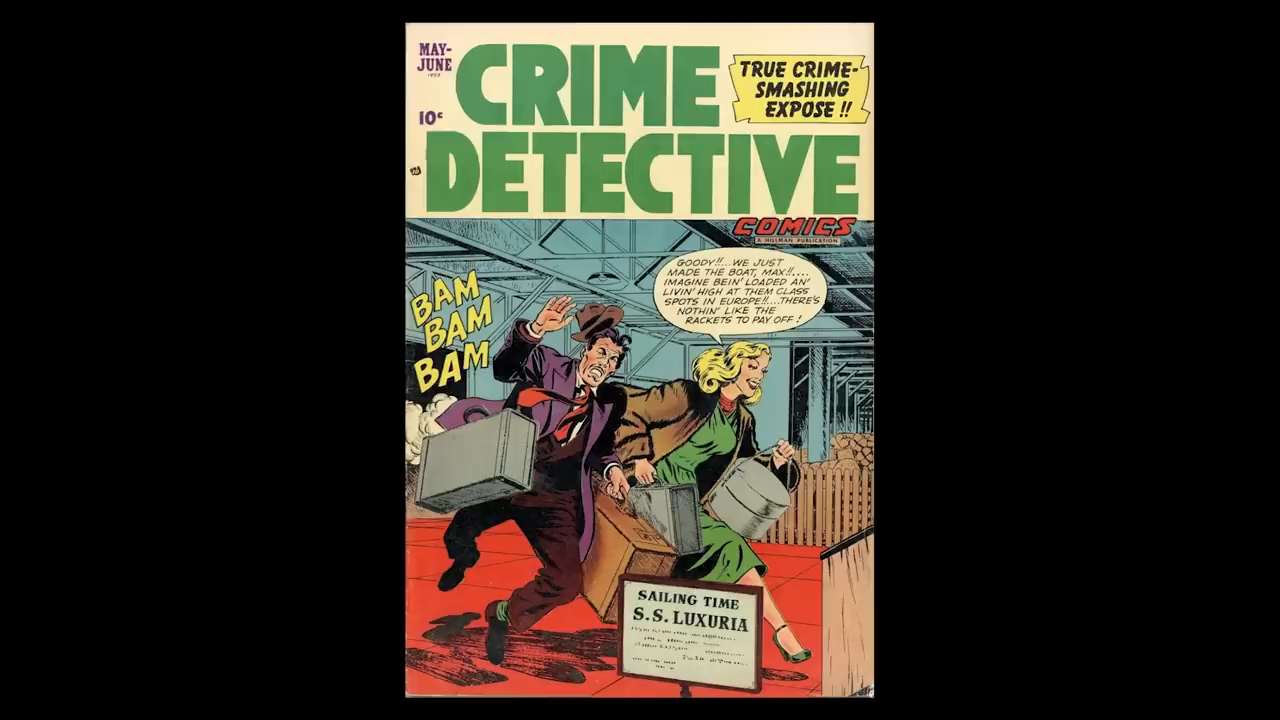 MAY-
JUNE
10¢
CRIME
DETECTIVE
COMICS
A HILLMAN PUBLICATION
TRUE CRIME-
SMASHING
EXPOSE!!
BAM
BAM
BAM
GOODY!!...WE JUST
MADE THE BOAT, MAX!!....
IMAGINE BEIN' LOADED AN'
LIVIN' HIGH AT THEM CLASS
SPOTS IN EUROPE!!....THERE'S
NOTHIN' LIKE THE
RACKETS TO PAY OFF!
SAILING TIME
S.S. LUXURIA